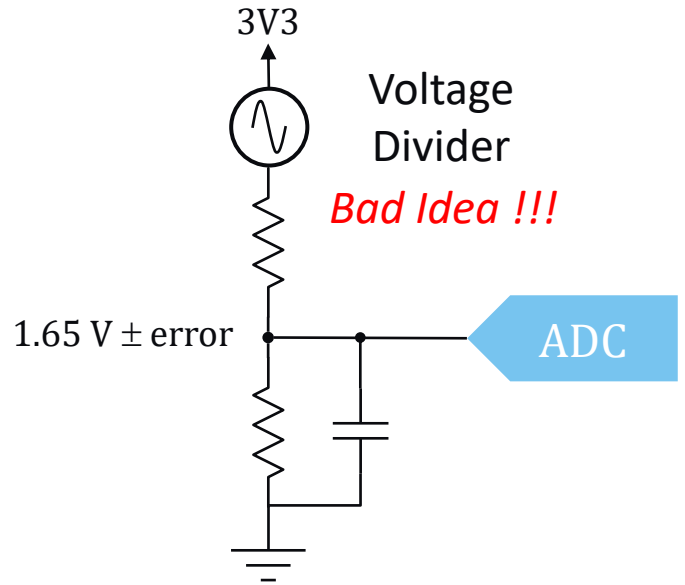 3V3
Voltage
Divider
Bad Idea !!!
1.65 V ± error
ADC